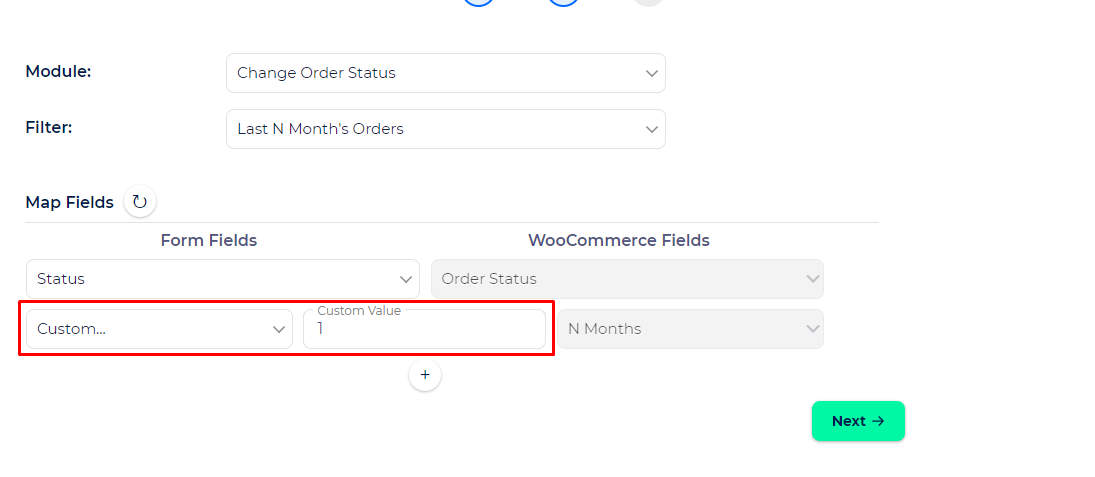 Module:
Change Order Status
Filter:
Last N Month's Orders
Map Fields
Form Fields
WooCommerce Fields
Status
Order Status
Custom...
Custom Value
1
N Months
+
Next →